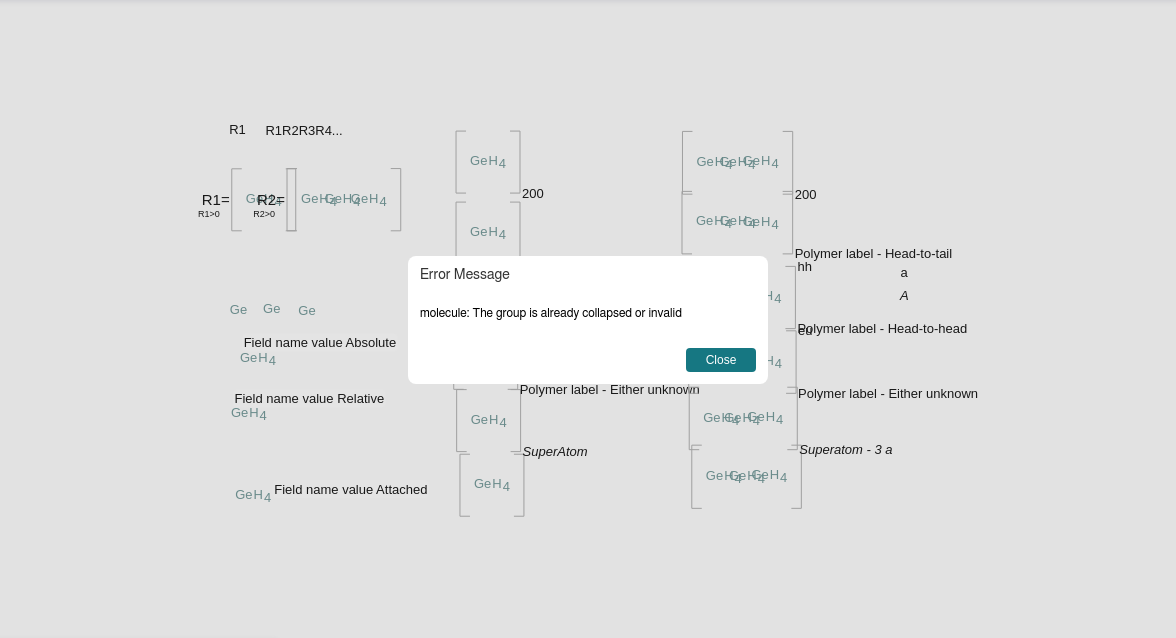 R1
R1R2R3R4...
GeH4
GeH4 GeH4 GeH4
R1=
R1>0
GeH4
R2=
R2>0
GeH4 GeH4 GeH4
200
200
GeH4
GeH4 GeH4 GeH4
Polymer label - Head-to-tail
hh
a
A
H4
Ge Ge Ge
Error Message
molecule: The group is already collapsed or invalid
Close
Polymer label - Head-to-head
eu
Field name value Absolute
GeH4
H4
Polymer label - Either unknown
Polymer label - Either unknown
Field name value Relative
GeH4
GeH4
GeH4 GeH4 GeH4
SuperAtom
Superatom - 3 a
GeH4
GeH4 GeH4 GeH4
GeH4 Field name value Attached